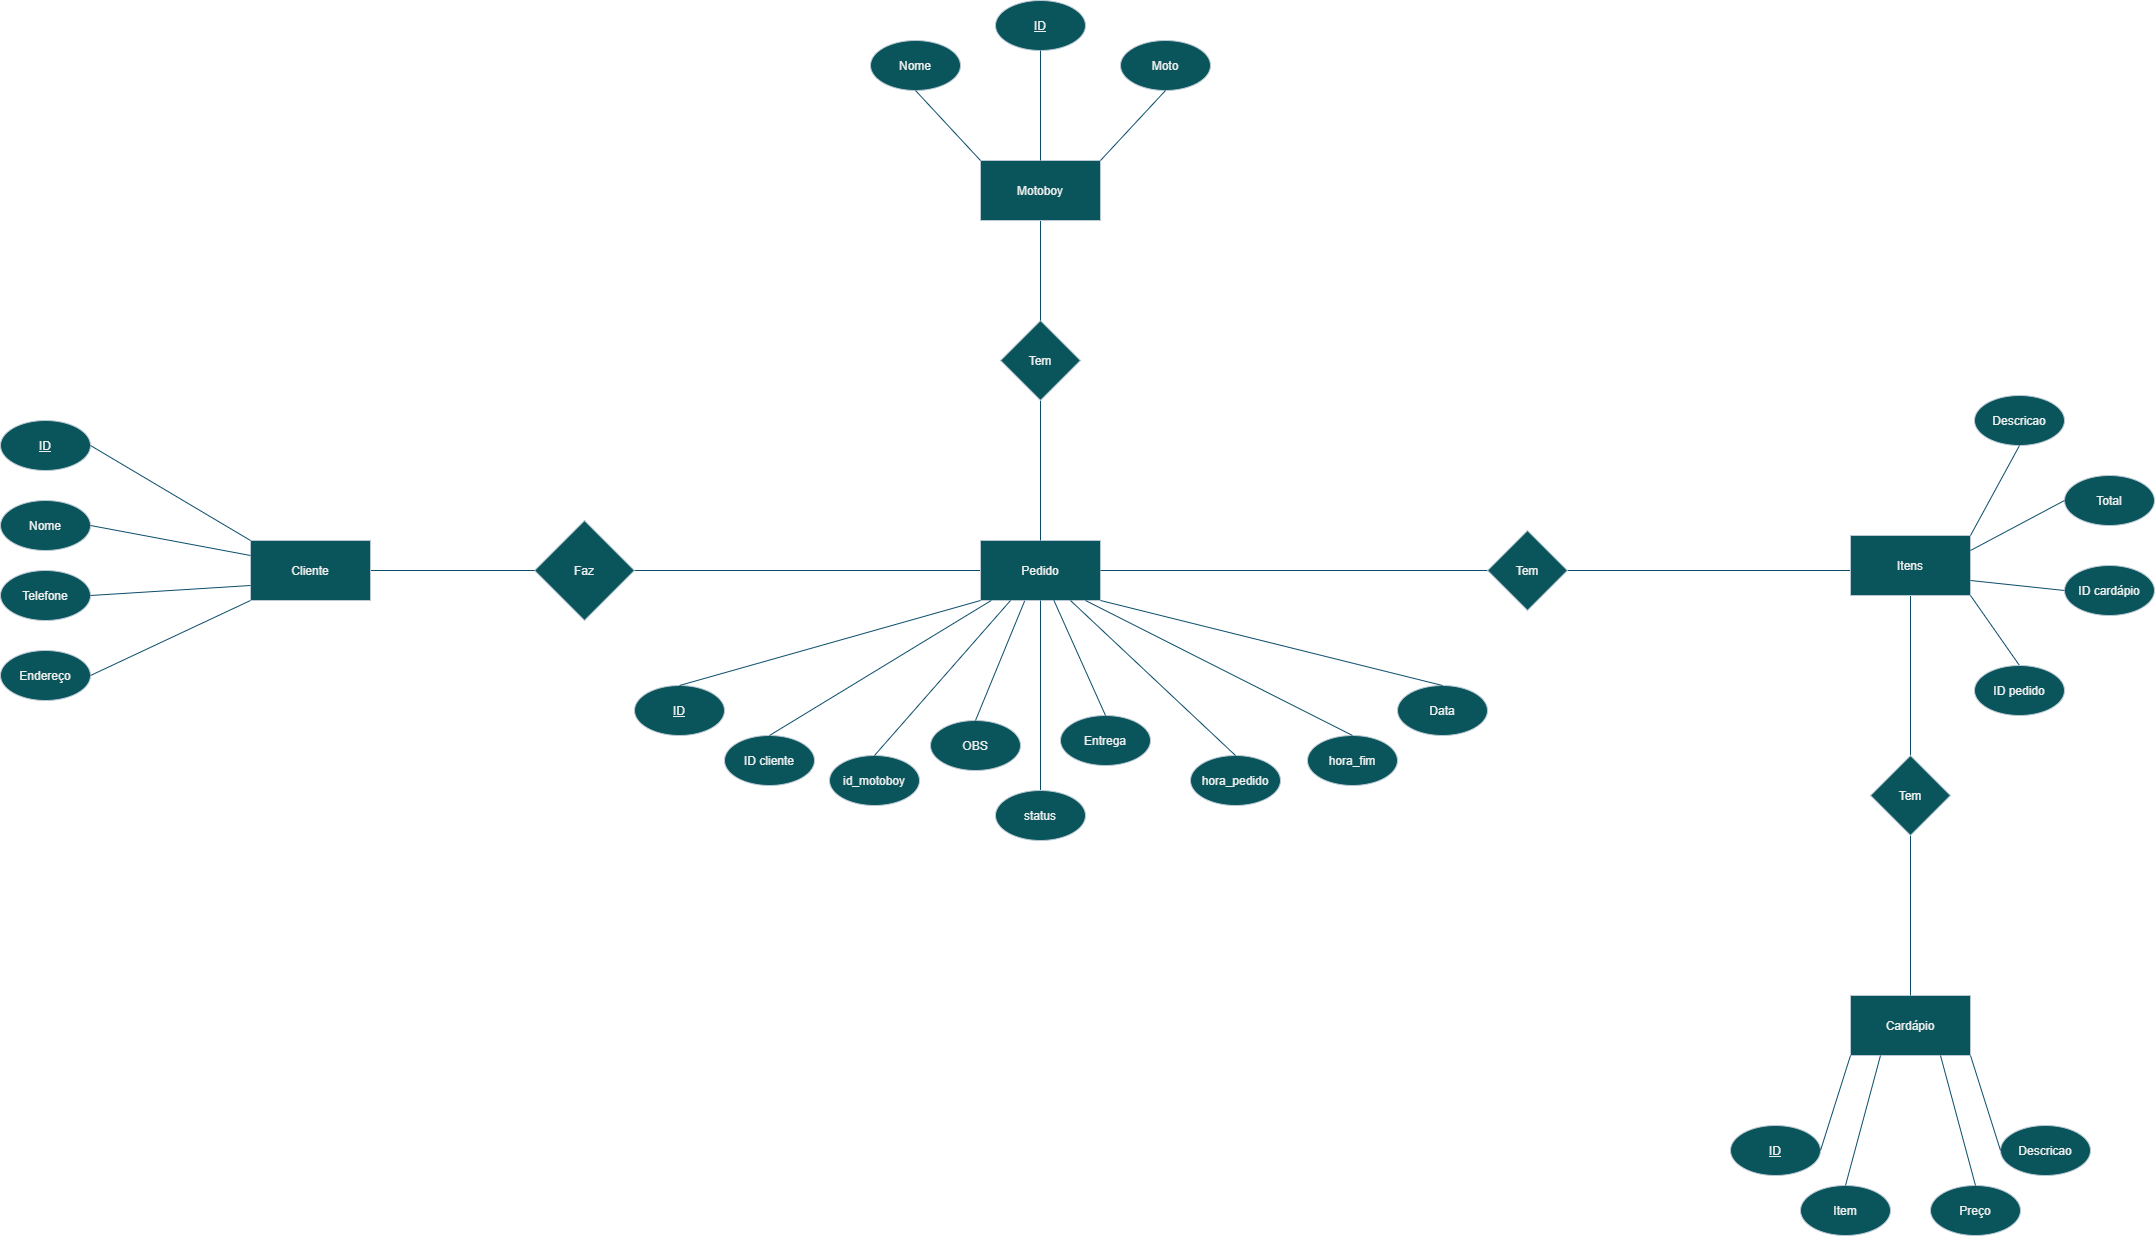 ID
Nome
Moto
Motoboy
Tem
Descricao
ID
Total
Nome
Cliente
Faz
Pedido
Tem
Itens
Telefone
ID cardápio
Endereço
ID pedido
ID
Data
OBS
Entrega
ID cliente
hora_fim
id_motoboy
hora_pedido
status
Tem
Cardápio
ID
Descricao
Item
Preço